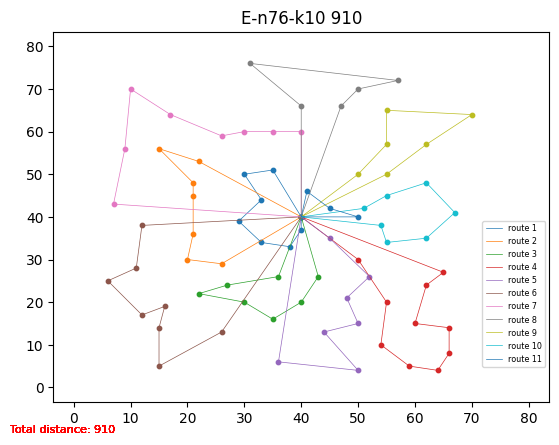 E-n76-k10 910
80
70
60
50
40
30
20
10
0
0 10 20 30 40 50 60 70 80
route 1
route 2
route 3
route 4
route 5
route 6
route 7
route 8
route 9
route 10
route 11
Total distance: 910